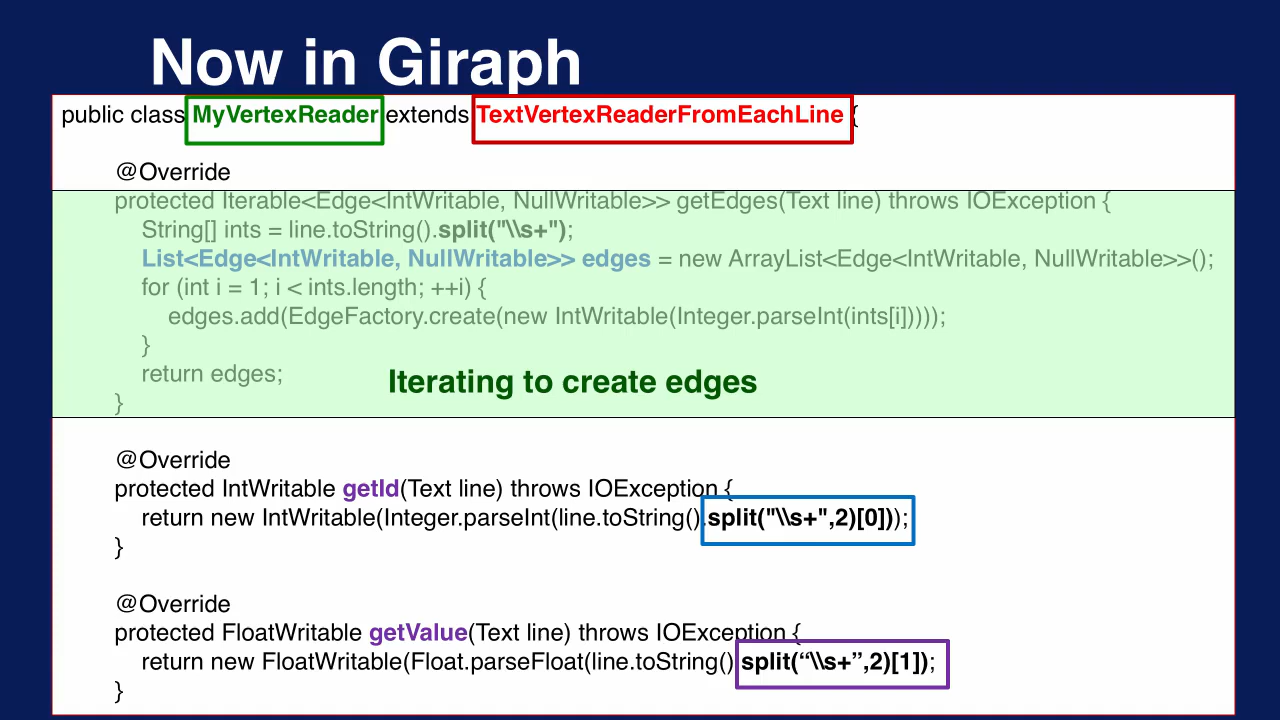 Now in Giraph
public class MyVertexReader extends TextVertexReaderFromEachLine {
@Override
protected Iterable<Edge<IntWritable, NullWritable>> getEdges(Text line) throws IOException {
String[] ints = line.toString().split("\\s+");
List<Edge<IntWritable, NullWritable>> edges = new ArrayList<Edge<IntWritable, NullWritable>>();
for (int i = 1; i < ints.length; ++i) {
edges.add(EdgeFactory.create(new IntWritable(Integer.parseInt(ints[i]))));
}
return edges;
Iterating to create edges
}
@Override
protected IntWritable getId(Text line) throws IOException {
return new IntWritable(Integer.parseInt(line.toString().split("\\s+",2)[0]));
}
@Override
protected FloatWritable getValue(Text line) throws IOException {
return new FloatWritable(Float.parseFloat(line.toString().split(“\\s+”,2)[1]);
}